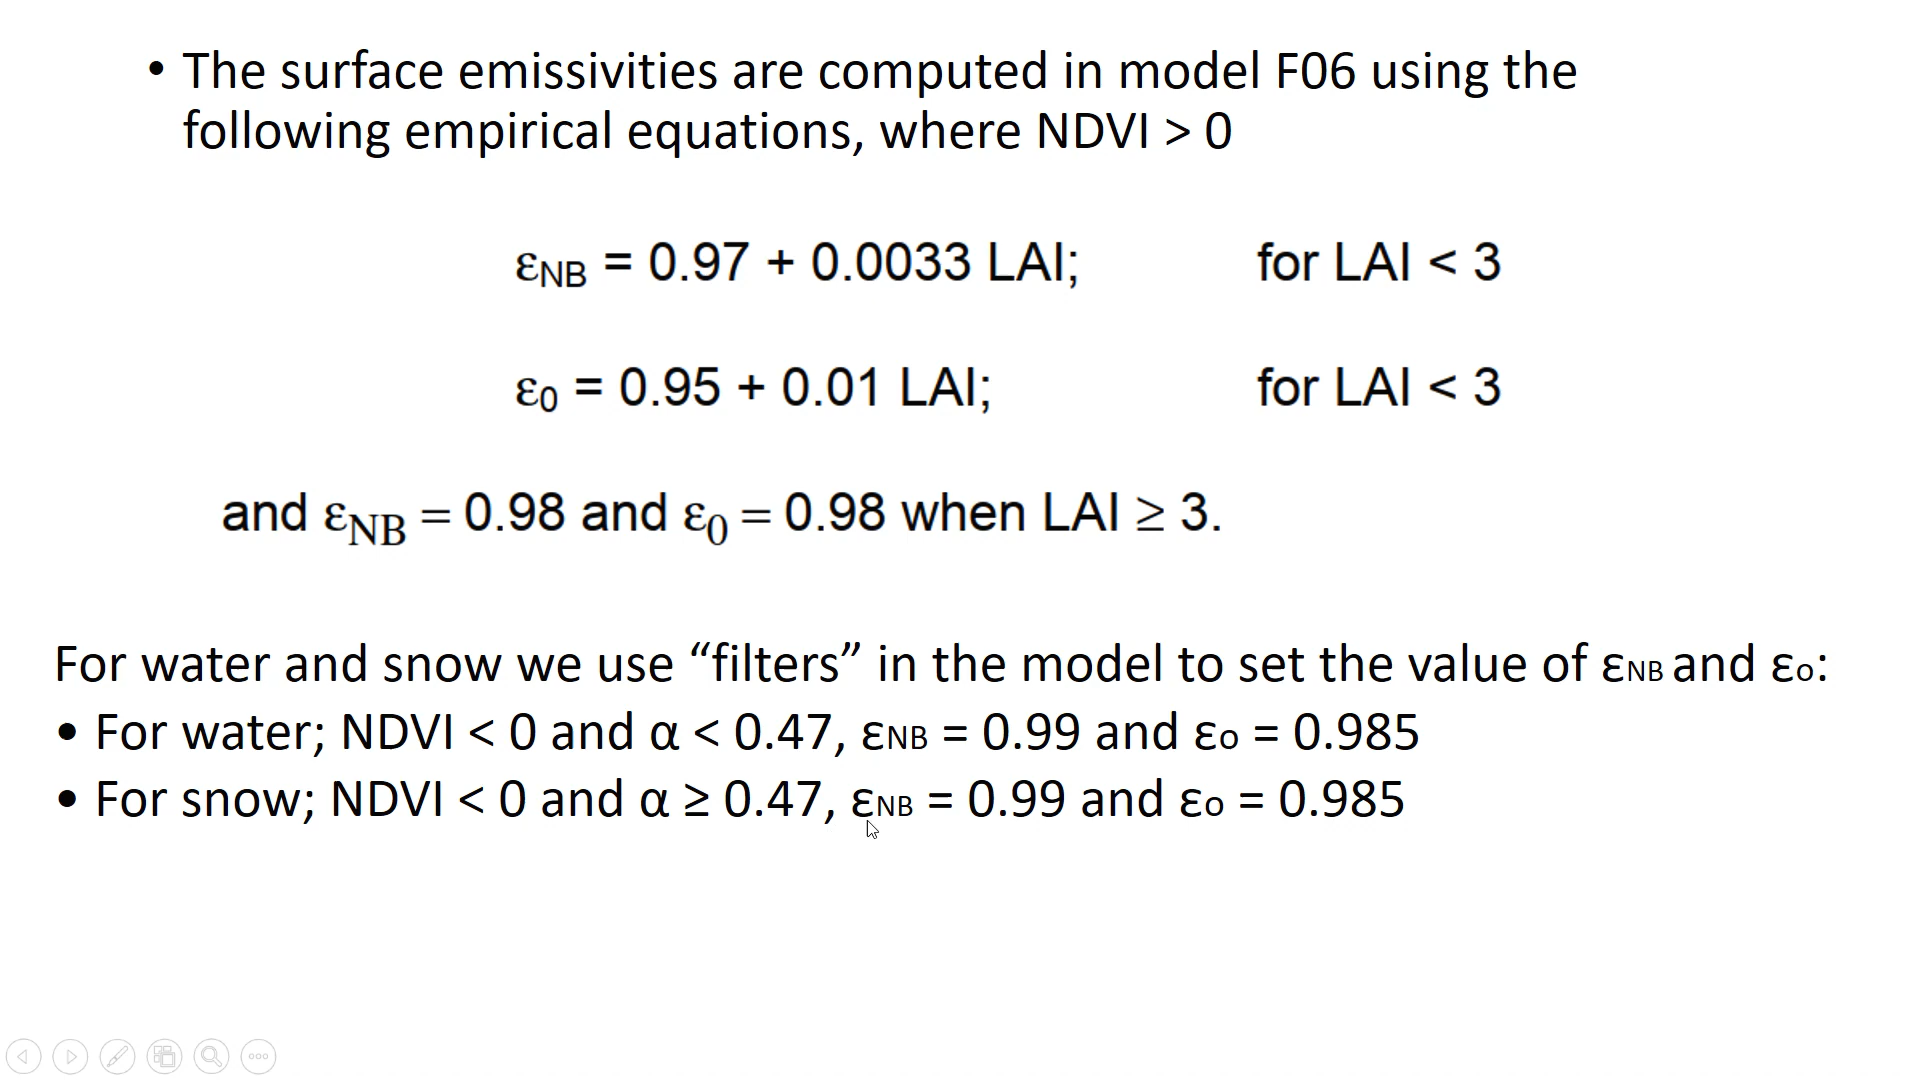 • The surface emissivities are computed in model F06 using the
following empirical equations, where NDVI > 0
εNB = 0.97 + 0.0033 LAI; for LAI < 3
ε0 = 0.95 + 0.01 LAI; for LAI < 3
and εNB = 0.98 and ε0 = 0.98 when LAI ≥ 3.
For water and snow we use “filters” in the model to set the value of εNB and εo:
• For water; NDVI < 0 and α < 0.47, εNB = 0.99 and εo = 0.985
• For snow; NDVI < 0 and α ≥ 0.47, εNB = 0.99 and εo = 0.985